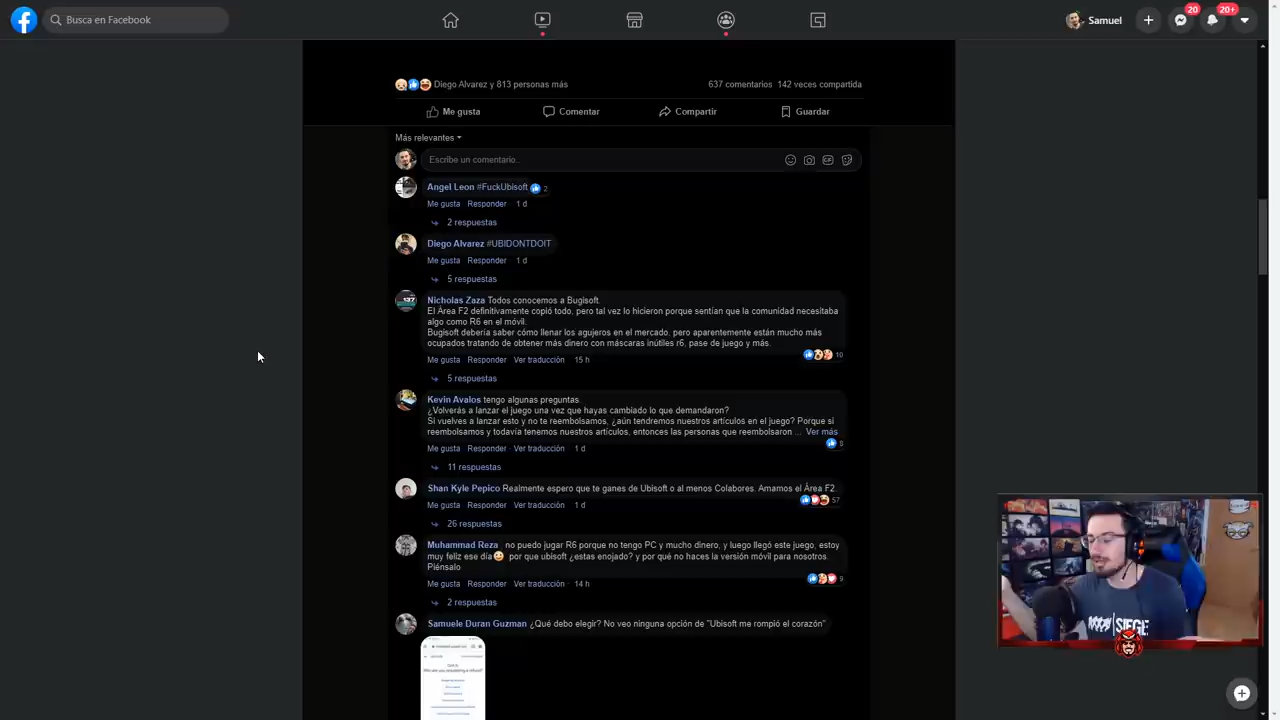 Busca en Facebook
Samuel
20
20+
Diego Alvarez y 813 personas más
637 comentarios 142 veces compartida
Me gusta
Comentar
Compartir
Guardar
Más relevantes
Escribe un comentario...
GIF
Angel Leon #FuckUbisoft
2
Me gusta Responder 1 d
2 respuestas
Diego Alvarez #UBIDONTDOIT
Me gusta Responder 1 d
5 respuestas
Nicholas Zaza Todos conocemos a Bugisoft.
El Área F2 definitivamente copió todo, pero tal vez lo hicieron porque sentían que la comunidad necesitaba
algo como R6 en el móvil.
Bugisoft debería saber cómo llenar los agujeros en el mercado, pero aparentemente están mucho más
ocupados tratando de obtener más dinero con máscaras inútiles r6, pase de juego y más.
10
Me gusta Responder · Ver traducción · 15 h
5 respuestas
Kevin Avalos tengo algunas preguntas
¿Volverás a lanzar el juego una vez que hayas cambiado lo que demandaron?
Si vuelves a lanzar esto y no te reembolsamos, ¿aún tendremos nuestros artículos en el juego? Porque si
reembolsamos y todavía tenemos nuestros artículos, entonces las personas que reembolsaron ... Ver más
Me gusta Responder · Ver traducción · 1 d
11 respuestas
Shan Kyle Pepico Realmente espero que te ganes de Ubisoft o al menos Colabores. Amamos el Área F2
57
Me gusta Responder · Ver traducción · 1 d
26 respuestas
Muhammad Reza , no puedo jugar R6 porque no tengo PC y mucho dinero, y luego llegó este juego, estoy
muy feliz ese día😀 por que ubisoft ¿estas enojado? y por qué no haces la versión móvil para nosotros.
Piénsalo
9
Me gusta Responder · Ver traducción · 14 h
2 respuestas
Samuele Duran Guzman ¿Qué debo elegir? No veo ninguna opción de "Ubisoft me rompió el corazón"
SIEGE